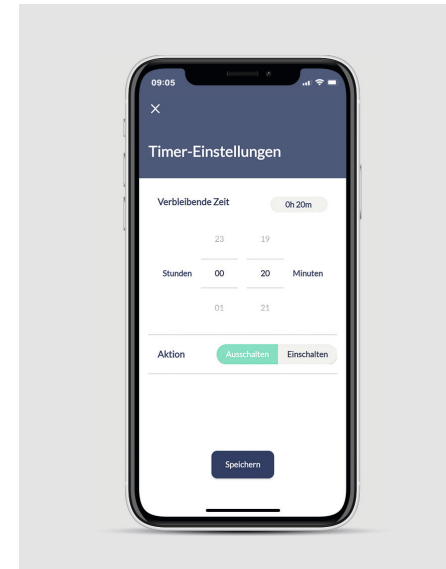 09:05
Timer-Einstellungen
Verbleibende Zeit 0h 20m
23 19
Stunden 00 20 Minuten
01 21
Aktion Ausschalten Einschalten
Speichern